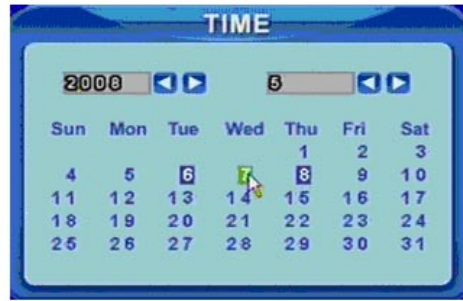 TIME
2008 5
Sun Mon Tue Wed Thu Fri Sat
1 2 3
4 5 6 7 8 9 10
11 12 13 14 15 16 17
18 19 20 21 22 23 24
25 26 27 28 29 30 31